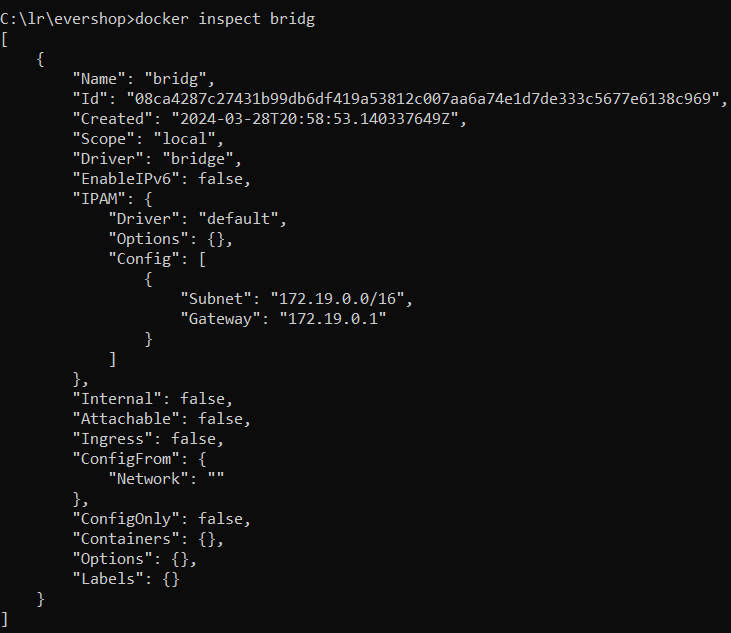 C:\lr\evershop>docker inspect bridg
[
    {
        "Name": "bridg",
        "Id": "08ca4287c27431b99db6df419a53812c007aa6a74e1d7de333c5677e6138c969",
        "Created": "2024-03-28T20:58:53.140337649Z",
        "Scope": "local",
        "Driver": "bridge",
        "EnableIPv6": false,
        "IPAM": {
            "Driver": "default",
            "Options": {},
            "Config": [
                {
                    "Subnet": "172.19.0.0/16",
                    "Gateway": "172.19.0.1"
                }
            ]
        },
        "Internal": false,
        "Attachable": false,
        "Ingress": false,
        "ConfigFrom": {
            "Network": ""
        },
        "ConfigOnly": false,
        "Containers": {},
        "Options": {},
        "Labels": {}
    }
]